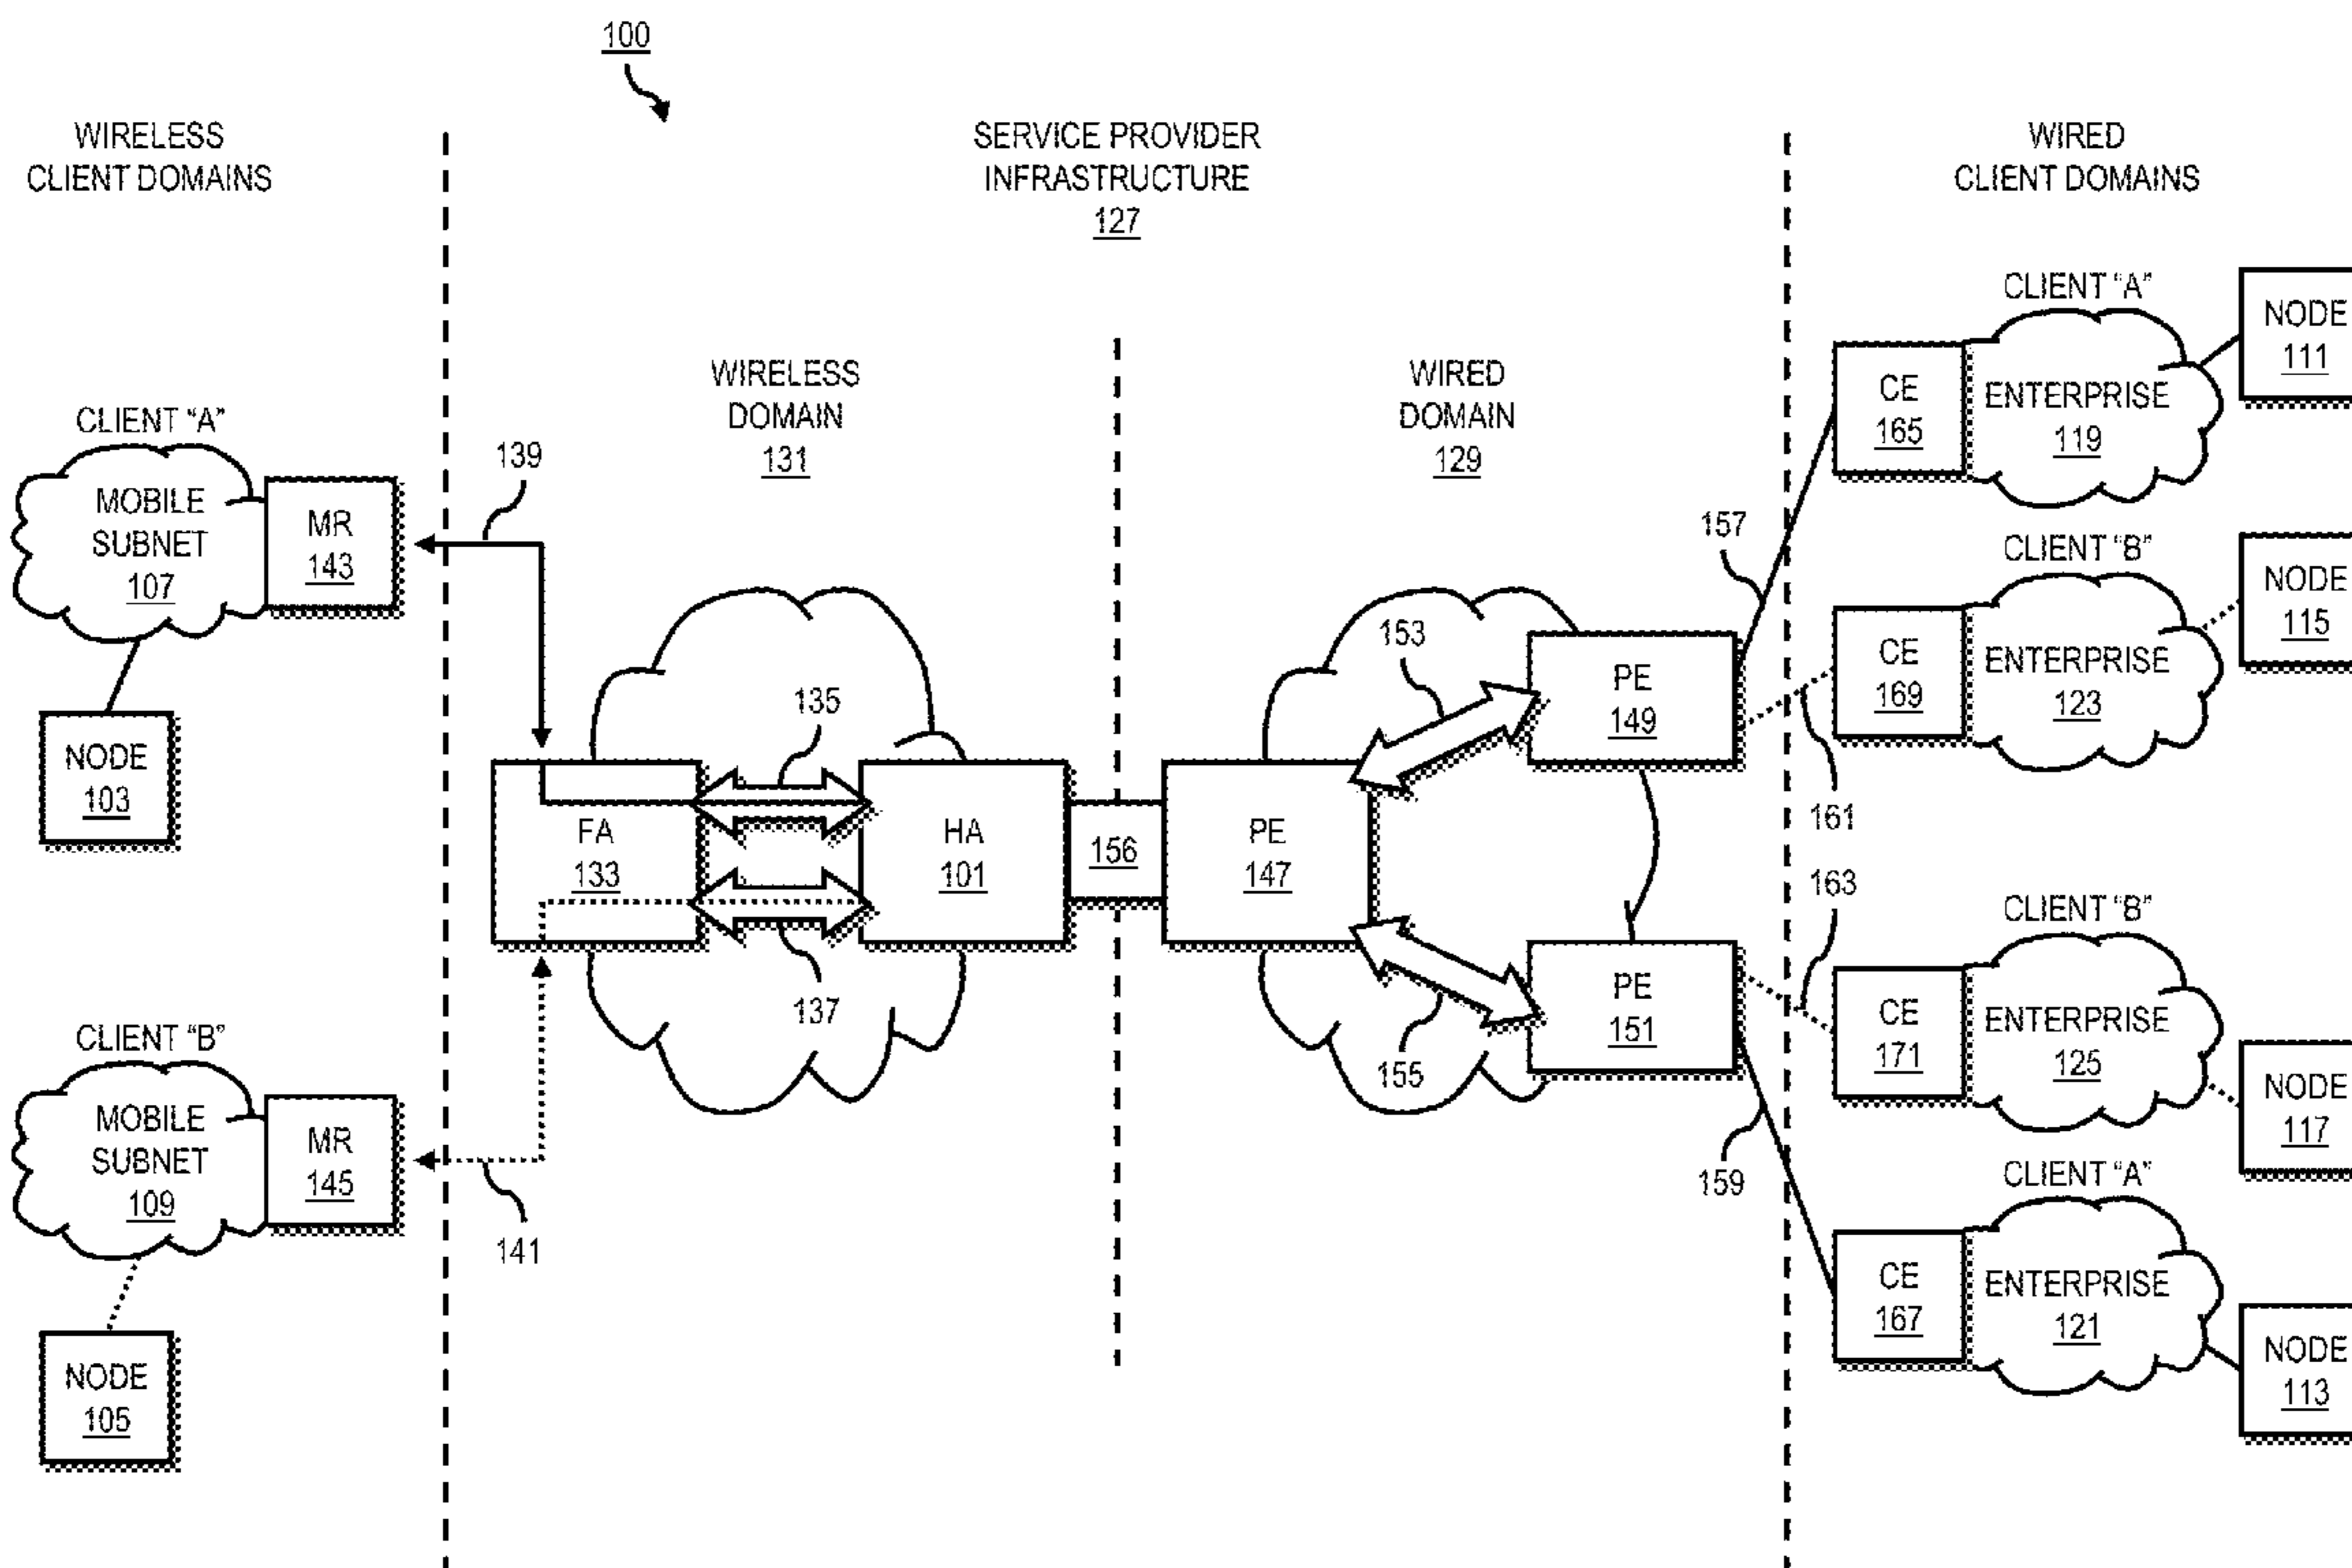 100
WIRELESS
CLIENT DOMAINS
SERVICE PROVIDER
INFRASTRUCTURE
127
WIRED
CLIENT DOMAINS
WIRELESS
DOMAIN
131
WIRED
DOMAIN
129
CLIENT "A"
MOBILE
SUBNET
107
MR
143
NODE
103
139
CLIENT "B"
MOBILE
SUBNET
109
MR
145
NODE
105
141
FA
133
135
137
HA
101
156
PE
147
153
155
PE
149
PE
151
157
161
163
159
CLIENT "A"
CE
165
ENTERPRISE
119
NODE
111
CLIENT "B"
CE
169
ENTERPRISE
123
NODE
115
CLIENT "B"
CE
171
ENTERPRISE
125
NODE
117
CLIENT "A"
CE
167
ENTERPRISE
121
NODE
113